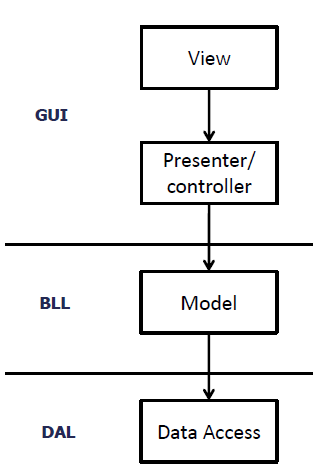 View
GUI
Presenter/
controller
BLL
Model
DAL
Data Access